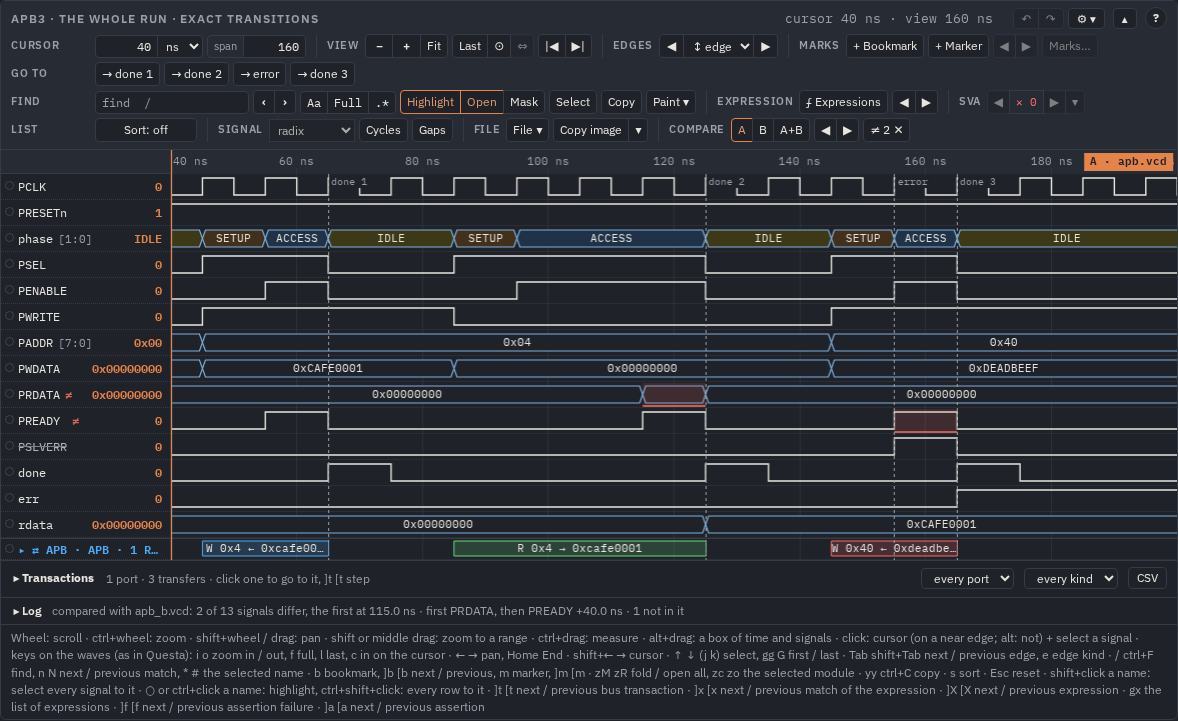 APB3 · THE WHOLE RUN · EXACT TRANSITIONS cursor 40 ns · view 160 ns ↶ ↷ ⚙ ▾ ▲ ?
CURSOR 40 ns span 160 VIEW − + Fit Last ⊙ ⇔ |◀ ▶| EDGES ◀ ↕ edge ▶ MARKS + Bookmark + Marker ◀ ▶ Marks...
GO TO → done 1 → done 2 → error → done 3
FIND find / ‹ › Aa Full .* Highlight Open Mask Select Copy Paint ▾ EXPRESSION ƒ Expressions ◀ ▶ SVA ◀ × 0 ▶ ▾
LIST Sort: off SIGNAL radix Cycles Gaps FILE File ▾ Copy image ▾ COMPARE A B A+B ◀ ▶ ≠ 2 ✕
40 ns 60 ns 80 ns 100 ns 120 ns 140 ns 160 ns 180 ns A · apb.vcd
PCLK 0 done 1 done 2 error done 3
PRESETn 1
phase [1:0] IDLE SETUP ACCESS IDLE SETUP ACCESS IDLE SETUP ACCESS IDLE
PSEL 0
PENABLE 0
PWRITE 0
PADDR [7:0] 0x00 0x04 0x40
PWDATA 0x00000000 0xCAFE0001 0x00000000 0xDEADBEEF
PRDATA ≠ 0x00000000 0x00000000 0x00000000
PREADY ≠ 0
PSLVERR 0
done 0
err 0
rdata 0x00000000 0x00000000 0xCAFE0001
▸ ⇄ APB · APB · 1 R… W 0x4 ← 0xcafe00… R 0x4 → 0xcafe0001 W 0x40 ← 0xdeadbe…
▸ Transactions 1 port · 3 transfers · click one to go to it, ]t [t step every port every kind CSV
▸ Log compared with apb_b.vcd: 2 of 13 signals differ, the first at 115.0 ns · first PRDATA, then PREADY +40.0 ns · 1 not in it
Wheel: scroll · ctrl+wheel: zoom · shift+wheel / drag: pan · shift or middle drag: zoom to a range · ctrl+drag: measure · alt+drag: a box of time and signals · click: cursor (on a near edge; alt: not) + select a signal ·
keys on the waves (as in Questa): i o zoom in / out, f full, l last, c in on the cursor · ← → pan, Home End · shift+← → cursor · ↑ ↓ (j k) select, gg G first / last · Tab shift+Tab next / previous edge, e edge kind · / ctrl+F
find, n N next / previous match, * # the selected name · b bookmark, ]b [b next / previous, m marker, ]m [m · zM zR fold / open all, zc zo the selected module · yy ctrl+C copy · s sort · Esc reset · shift+click a name:
select every signal to it · ○ or ctrl+click a name: highlight, ctrl+shift+click: every row to it · ]t [t next / previous bus transaction · ]x [x next / previous match of the expression · ]X [X next / previous expression · gx the
list of expressions · ]f [f next / previous assertion failure · ]a [a next / previous assertion